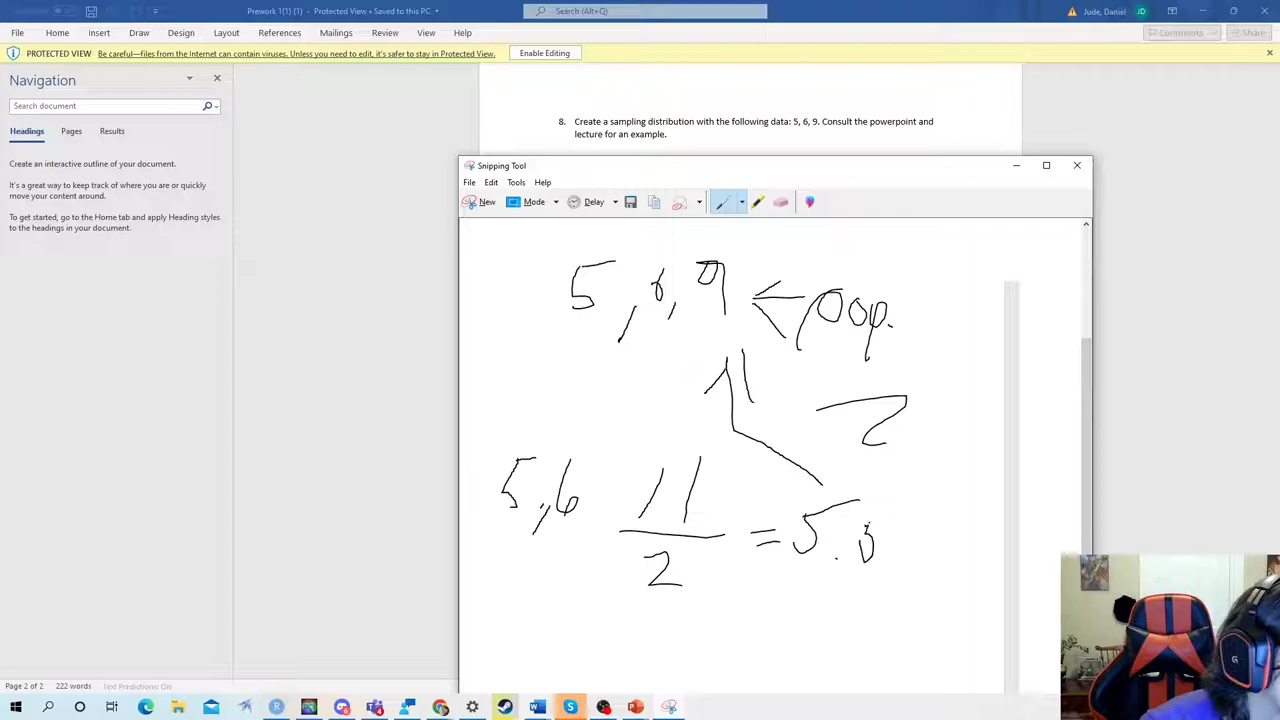 Prework 1(1) (1) - Protected View • Saved to this PC
Search (Alt+Q)
Jude, Daniel
JD
File Home Insert Draw Design Layout References Mailings Review View Help
Comments
Share
PROTECTED VIEW
Be careful—files from the Internet can contain viruses. Unless you need to edit, it's safer to stay in Protected View.
Enable Editing
Navigation
Search document
Headings Pages Results
Create an interactive outline of your document.
It's a great way to keep track of where you are or quickly
move your content around.
To get started, go to the Home tab and apply Heading styles
to the headings in your document.
8. Create a sampling distribution with the following data: 5, 6, 9. Consult the powerpoint and
lecture for an example.
Snipping Tool
File Edit Tools Help
New Mode Delay
5, 6, 9 pop.
2
5, 6
11
2
= 5.
Page 2 of 2 222 words Text Predictions: On